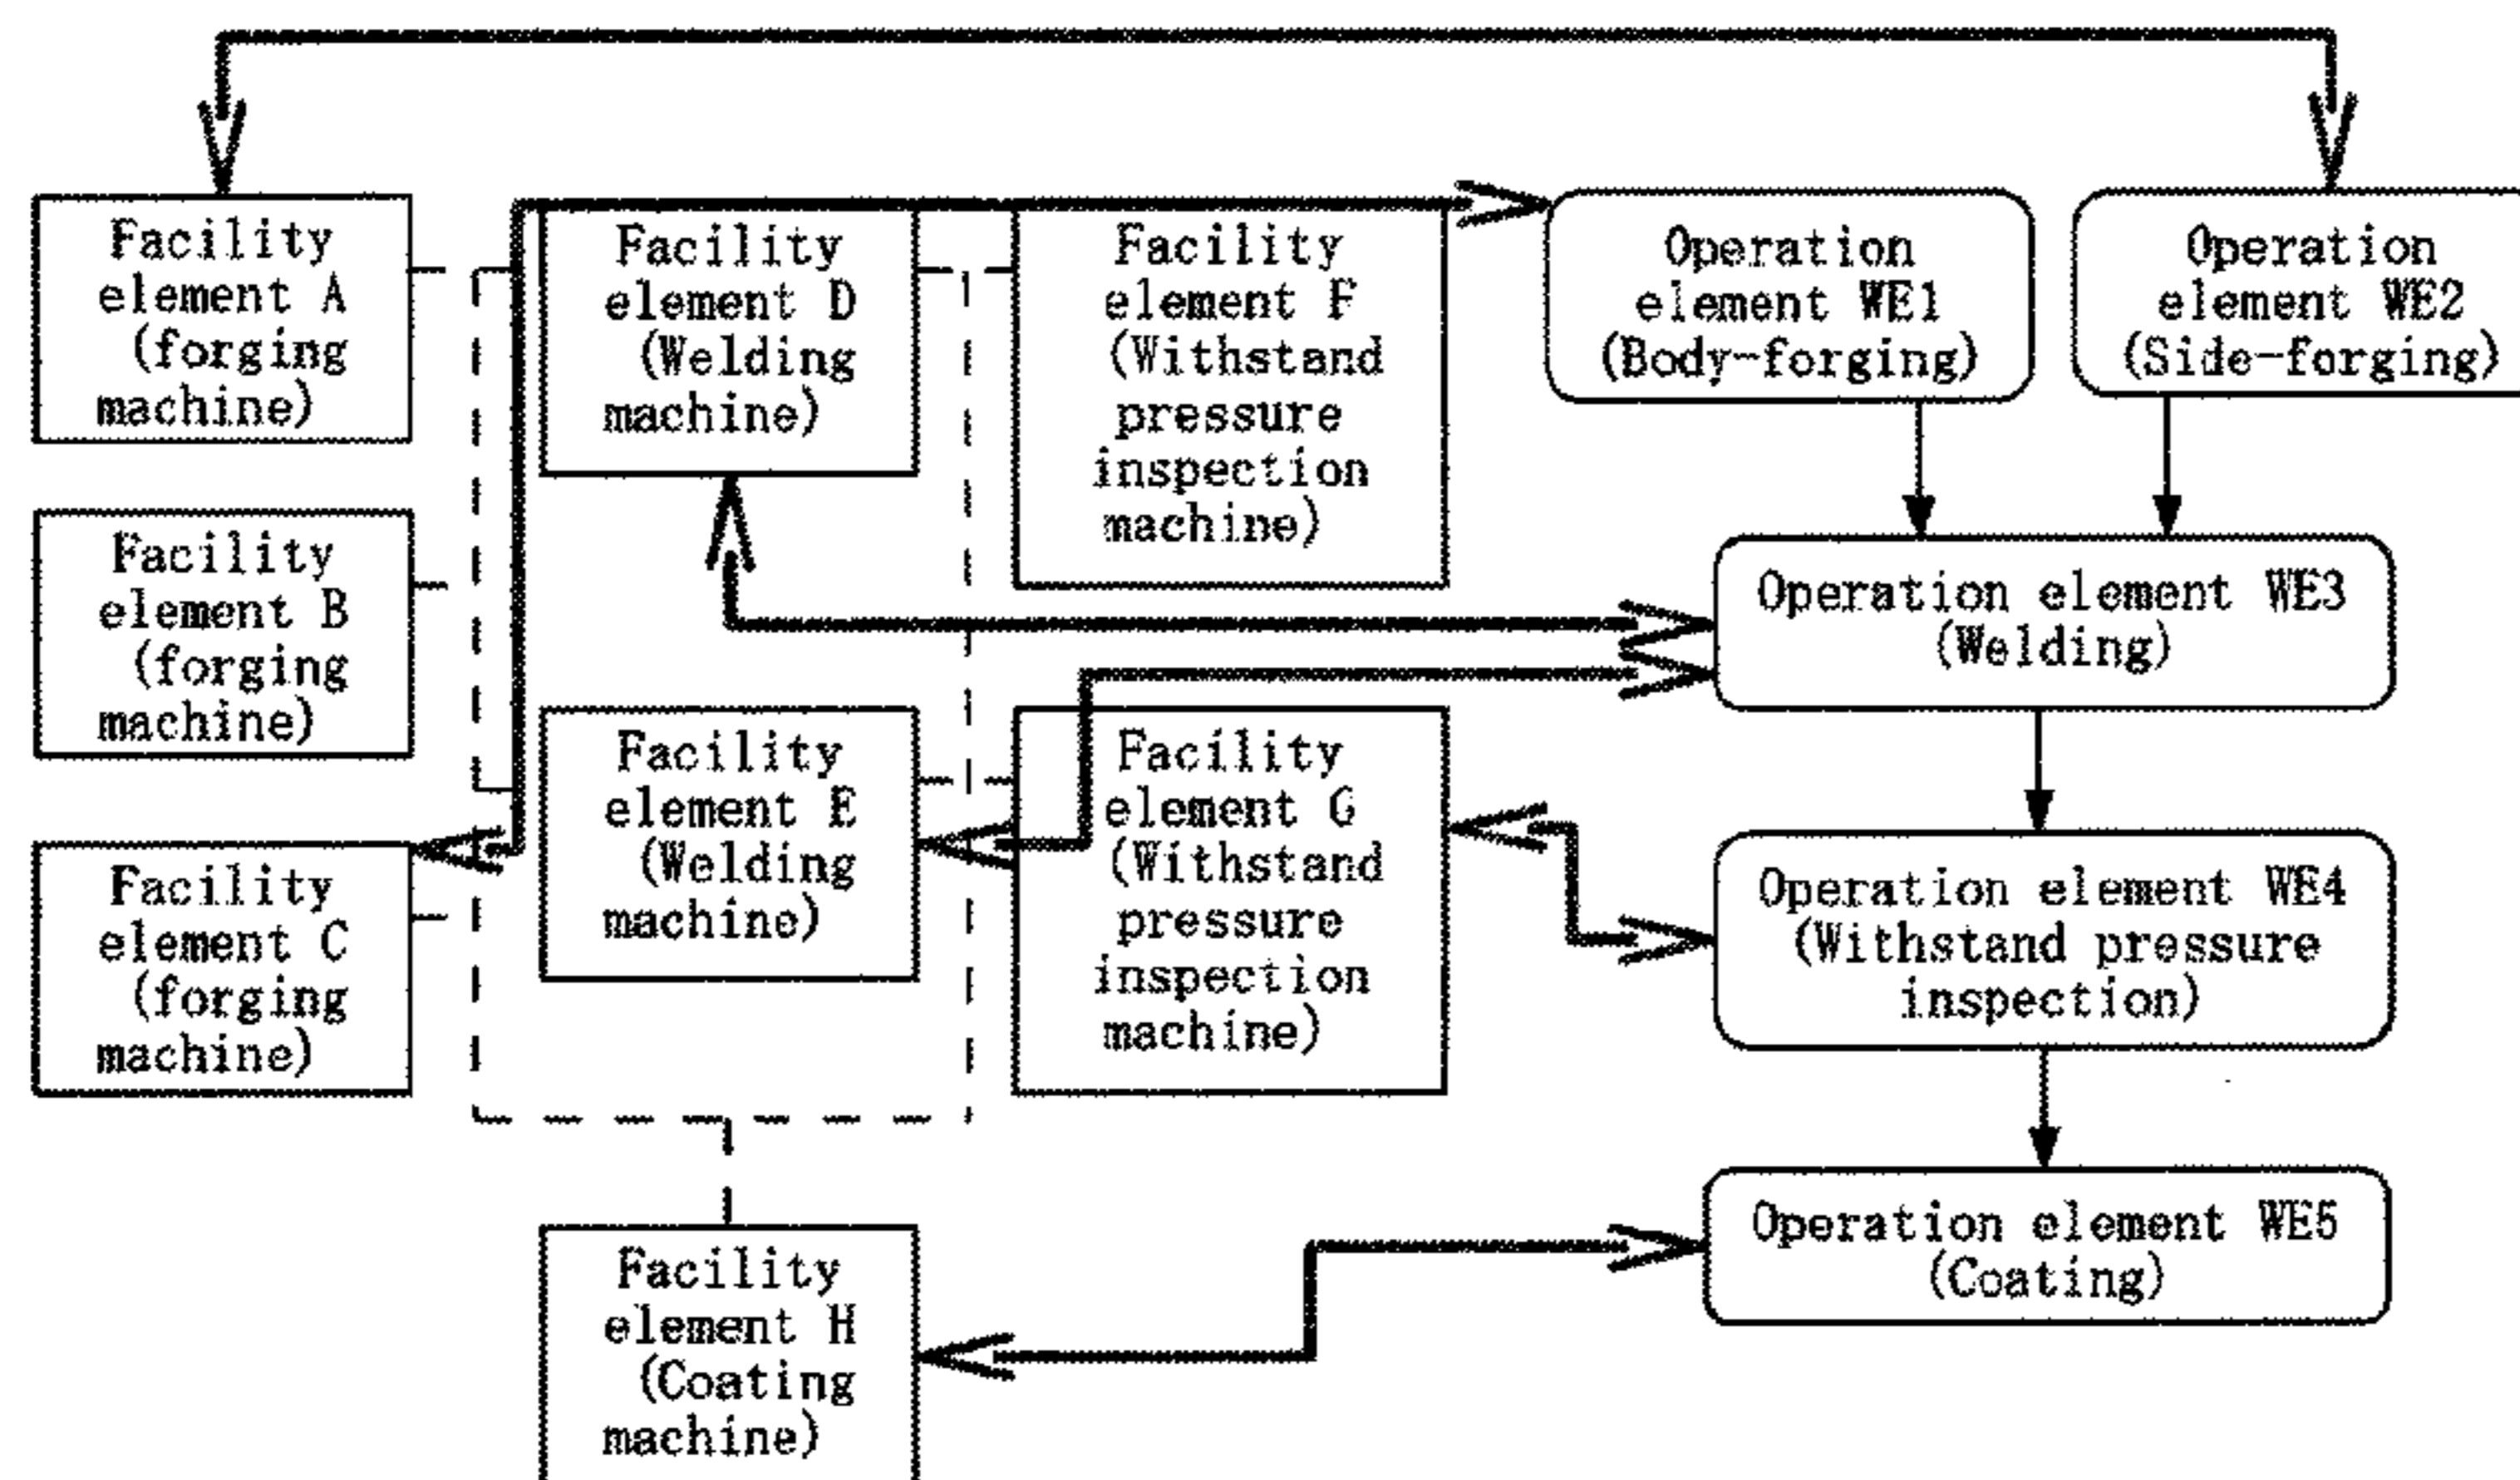 Facility
element A
(forging
machine)
Facility
element D
(Welding
machine)
Facility
element F
(Withstand
pressure
inspection
machine)
Operation
element WE1
(Body-forging)
Operation
element WE2
(Side-forging)
Facility
element B
(forging
machine)
Operation element WE3
(Welding)
Facility
element C
(forging
machine)
Facility
element E
(Welding
machine)
Facility
element G
(Withstand
pressure
inspection
machine)
Operation element WE4
(Withstand pressure
inspection)
Facility
element H
(Coating
machine)
Operation element WE5
(Coating)